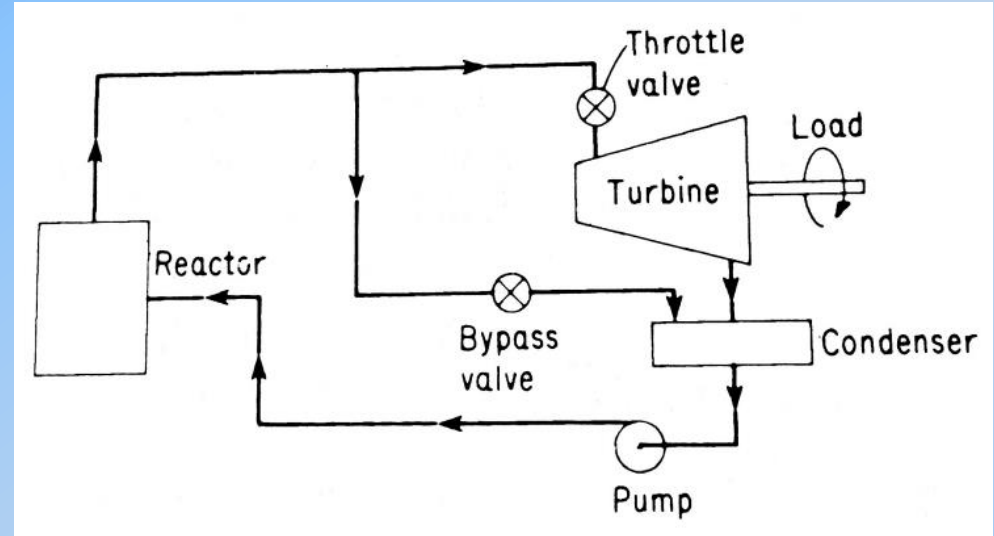 Throttle
valve
Load
Turbine
Reactor
Bypass
valve
Condenser
Pump